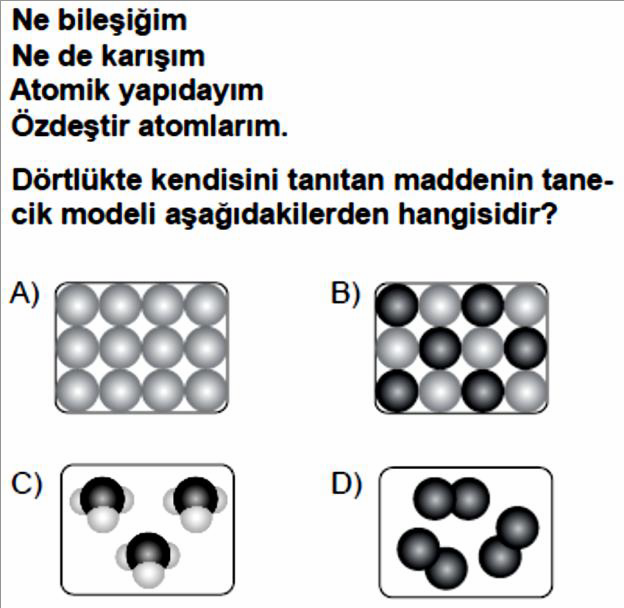 Ne bileşiğim
Ne de karışım
Atomik yapıdayım
Özdeştir atomlarım.
Dörtlükte kendisini tanıtan maddenin tane-
cik modeli aşağıdakilerden hangisidir?
A) B)
C) D)